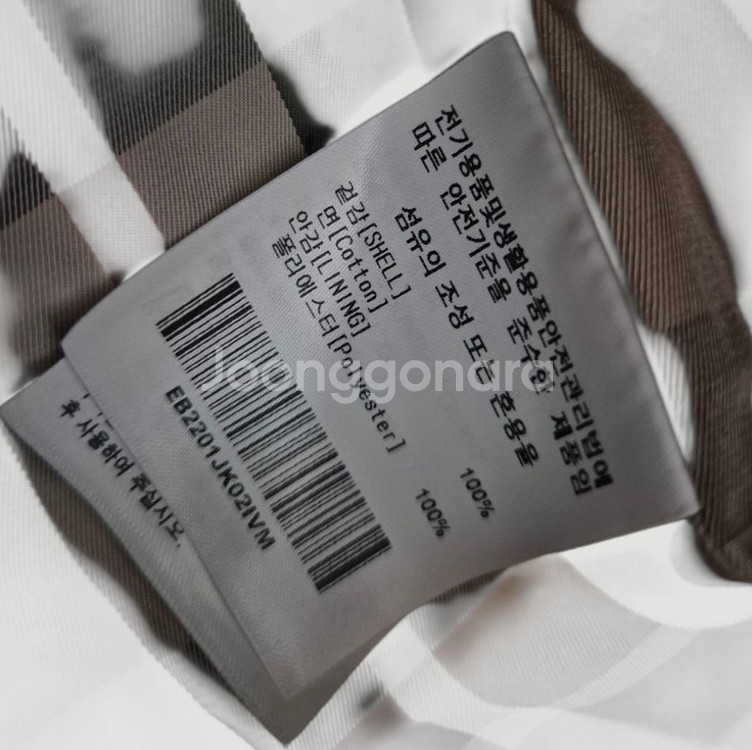 전기용품및생활용품안전관리법에
따른 안전기준을 준수한 제품임
섬유의 조성 또는 혼용율
겉감[SHELL]
면[Cotton] 100%
안감[LINING]
폴리에스터[Polyester] 100%
EB2201JK02IVM
후 사용하여 주십시오.
Joonggonara